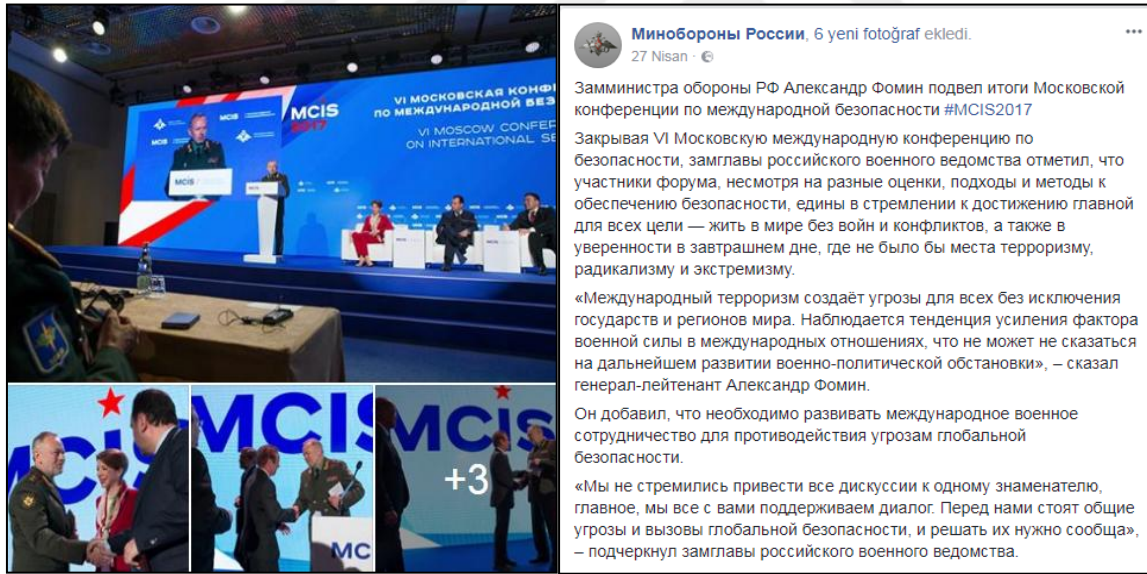 VI МОСКОВСКАЯ КОНФЕ
ПО МЕЖДУНАРОДНОЙ БЕЗ
VI MOSCOW CONFER
ON INTERNATIONAL SE
MCIS
2017
MCIS
MCIS
MCIS
MCIS
MCIS
MCIS
MCIS
MC
MCIS
+3
Минобороны России, 6 yeni fotoğraf ekledi.
27 Nisan ·
Замминистра обороны РФ Александр Фомин подвел итоги Московской
конференции по международной безопасности #MCIS2017
Закрывая VI Московскую международную конференцию по
безопасности, замглавы российского военного ведомства отметил, что
участники форума, несмотря на разные оценки, подходы и методы к
обеспечению безопасности, едины в стремлении к достижению главной
для всех цели — жить в мире без войн и конфликтов, а также в
уверенности в завтрашнем дне, где не было бы места терроризму,
радикализму и экстремизму.
«Международный терроризм создаёт угрозы для всех без исключения
государств и регионов мира. Наблюдается тенденция усиления фактора
военной силы в международных отношениях, что не может не сказаться
на дальнейшем развитии военно-политической обстановки», – сказал
генерал-лейтенант Александр Фомин.
Он добавил, что необходимо развивать международное военное
сотрудничество для противодействия угрозам глобальной
безопасности.
«Мы не стремились привести все дискуссии к одному знаменателю,
главное, мы все с вами поддерживаем диалог. Перед нами стоят общие
угрозы и вызовы глобальной безопасности, и решать их нужно сообща»,
– подчеркнул замглавы российского военного ведомства.